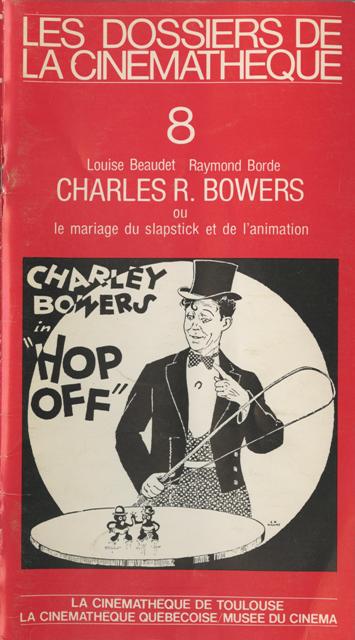 LES DOSSIERS DE
LA CINEMATHEQUE
8
Louise Beaudet Raymond Borde
CHARLES R. BOWERS
ou
le mariage du slapstick et de l'animation
CHARLEY
BOWERS
in
"HOP
OFF"
LA CINEMATHEQUE DE TOULOUSE
LA CINEMATHEQUE QUEBECOISE/MUSEE DU CINEMA